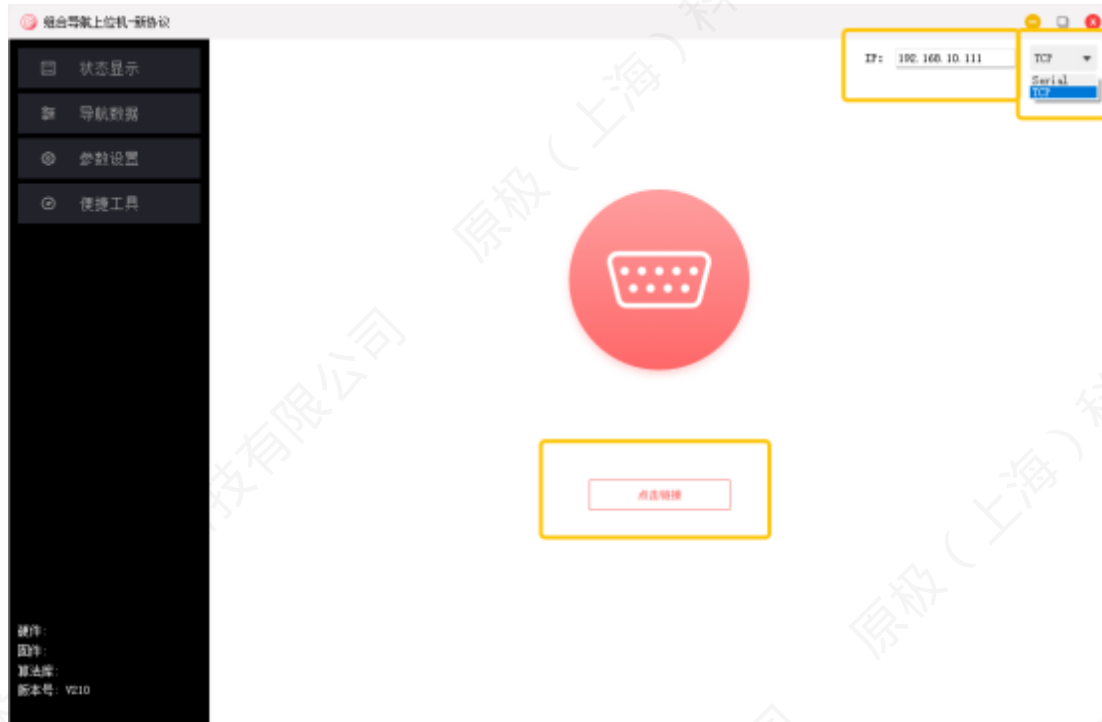 组合导航上位机-新协议
IP: 192.168.10.111
TCP
Serial
TCP
状态显示
导航数据
参数设置
便捷工具
点击链接
硬件:
固件:
算法库:
版本号: V210
原极（上海）科
技有限公司
原极（上海）科